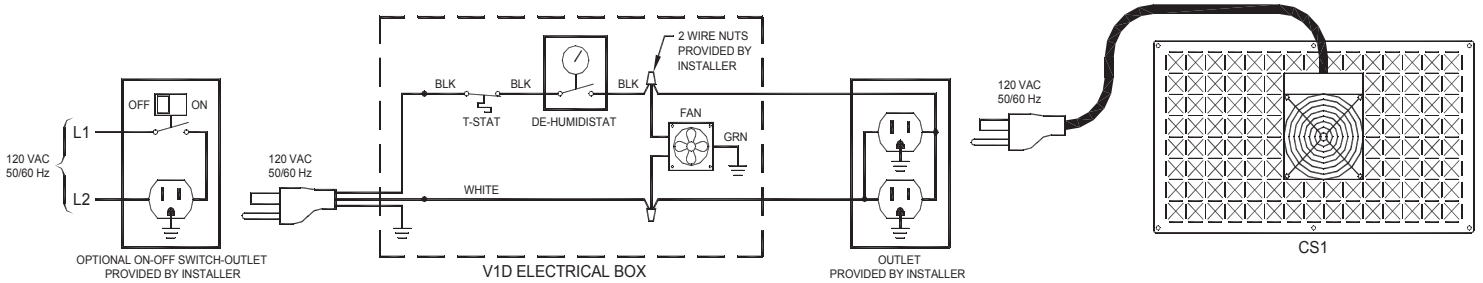 OFF
ON
L1
120 VAC
50/60 Hz
L2
OPTIONAL ON-OFF SWITCH-OUTLET
PROVIDED BY INSTALLER
120 VAC
50/60 Hz
BLK
T-STAT
BLK
DE-HUMIDISTAT
BLK
2 WIRE NUTS
PROVIDED BY
INSTALLER
FAN
GRN
WHITE
V1D ELECTRICAL BOX
OUTLET
PROVIDED BY INSTALLER
120 VAC
50/60 Hz
CS1